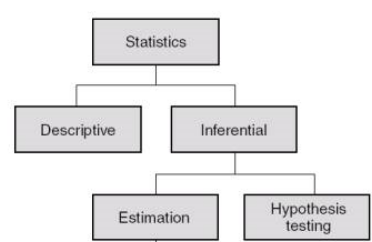 Statistics
Descriptive
Inferential
Estimation
Hypothesis
testing